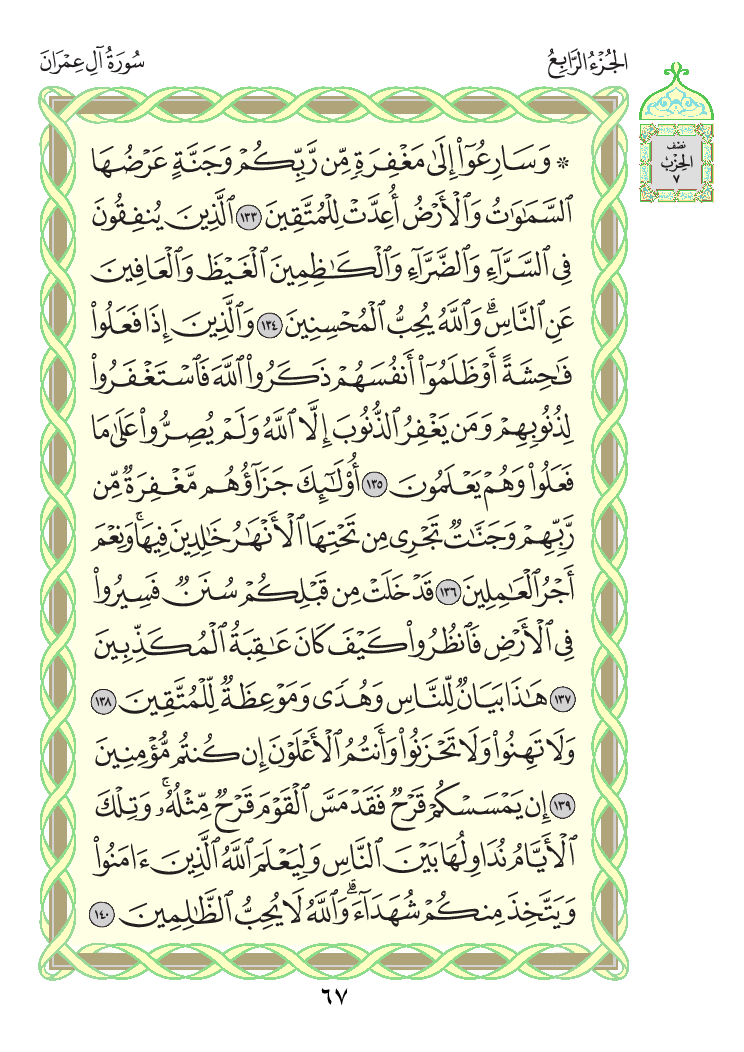 سُورَةُ آلِ عِمْرَانَ
الجُزْءُ الرَّابِعُ
نصف
الحِزْب
٧
۞ وَسَارِعُوٓا۟ إِلَىٰ مَغْفِرَةٍ مِّن رَّبِّكُمْ وَجَنَّةٍ عَرْضُهَا
ٱلسَّمَٰوَٰتُ وَٱلْأَرْضُ أُعِدَّتْ لِلْمُتَّقِينَ ١٣٣ ٱلَّذِينَ يُنفِقُونَ
فِى ٱلسَّرَّآءِ وَٱلضَّرَّآءِ وَٱلْكَٰظِمِينَ ٱلْغَيْظَ وَٱلْعَافِينَ
عَنِ ٱلنَّاسِ ۗ وَٱللَّهُ يُحِبُّ ٱلْمُحْسِنِينَ ١٣٤ وَٱلَّذِينَ إِذَا فَعَلُوا۟
فَٰحِشَةً أَوْ ظَلَمُوٓا۟ أَنفُسَهُمْ ذَكَرُوا۟ ٱللَّهَ فَٱسْتَغْفَرُوا۟
لِذُنُوبِهِمْ وَمَن يَغْفِرُ ٱلذُّنُوبَ إِلَّا ٱللَّهُ وَلَمْ يُصِرُّوا۟ عَلَىٰ مَا
فَعَلُوا۟ وَهُمْ يَعْلَمُونَ ١٣٥ أُو۟لَٰٓئِكَ جَزَآؤُهُم مَّغْفِرَةٌ مِّن
رَّبِّهِمْ وَجَنَّٰتٌ تَجْرِى مِن تَحْتِهَا ٱلْأَنْهَٰرُ خَٰلِدِينَ فِيهَا ۚ وَنِعْمَ
أَجْرُ ٱلْعَٰمِلِينَ ١٣٦ قَدْ خَلَتْ مِن قَبْلِكُمْ سُنَنٌ فَسِيرُوا۟
فِى ٱلْأَرْضِ فَٱنظُرُوا۟ كَيْفَ كَانَ عَٰقِبَةُ ٱلْمُكَذِّبِينَ
١٣٧ هَٰذَا بَيَانٌ لِّلنَّاسِ وَهُدًى وَمَوْعِظَةٌ لِّلْمُتَّقِينَ ١٣٨
وَلَا تَهِنُوا۟ وَلَا تَحْزَنُوا۟ وَأَنتُمُ ٱلْأَعْلَوْنَ إِن كُنتُم مُّؤْمِنِينَ
١٣٩ إِن يَمْسَسْكُمْ قَرْحٌ فَقَدْ مَسَّ ٱلْقَوْمَ قَرْحٌ مِّثْلُهُۥ ۚ وَتِلْكَ
ٱلْأَيَّامُ نُدَاوِلُهَا بَيْنَ ٱلنَّاسِ وَلِيَعْلَمَ ٱللَّهُ ٱلَّذِينَ ءَامَنُوا۟
وَيَتَّخِذَ مِنكُمْ شُهَدَآءَ ۗ وَٱللَّهُ لَا يُحِبُّ ٱلظَّٰلِمِينَ ١٤٠
٦٧